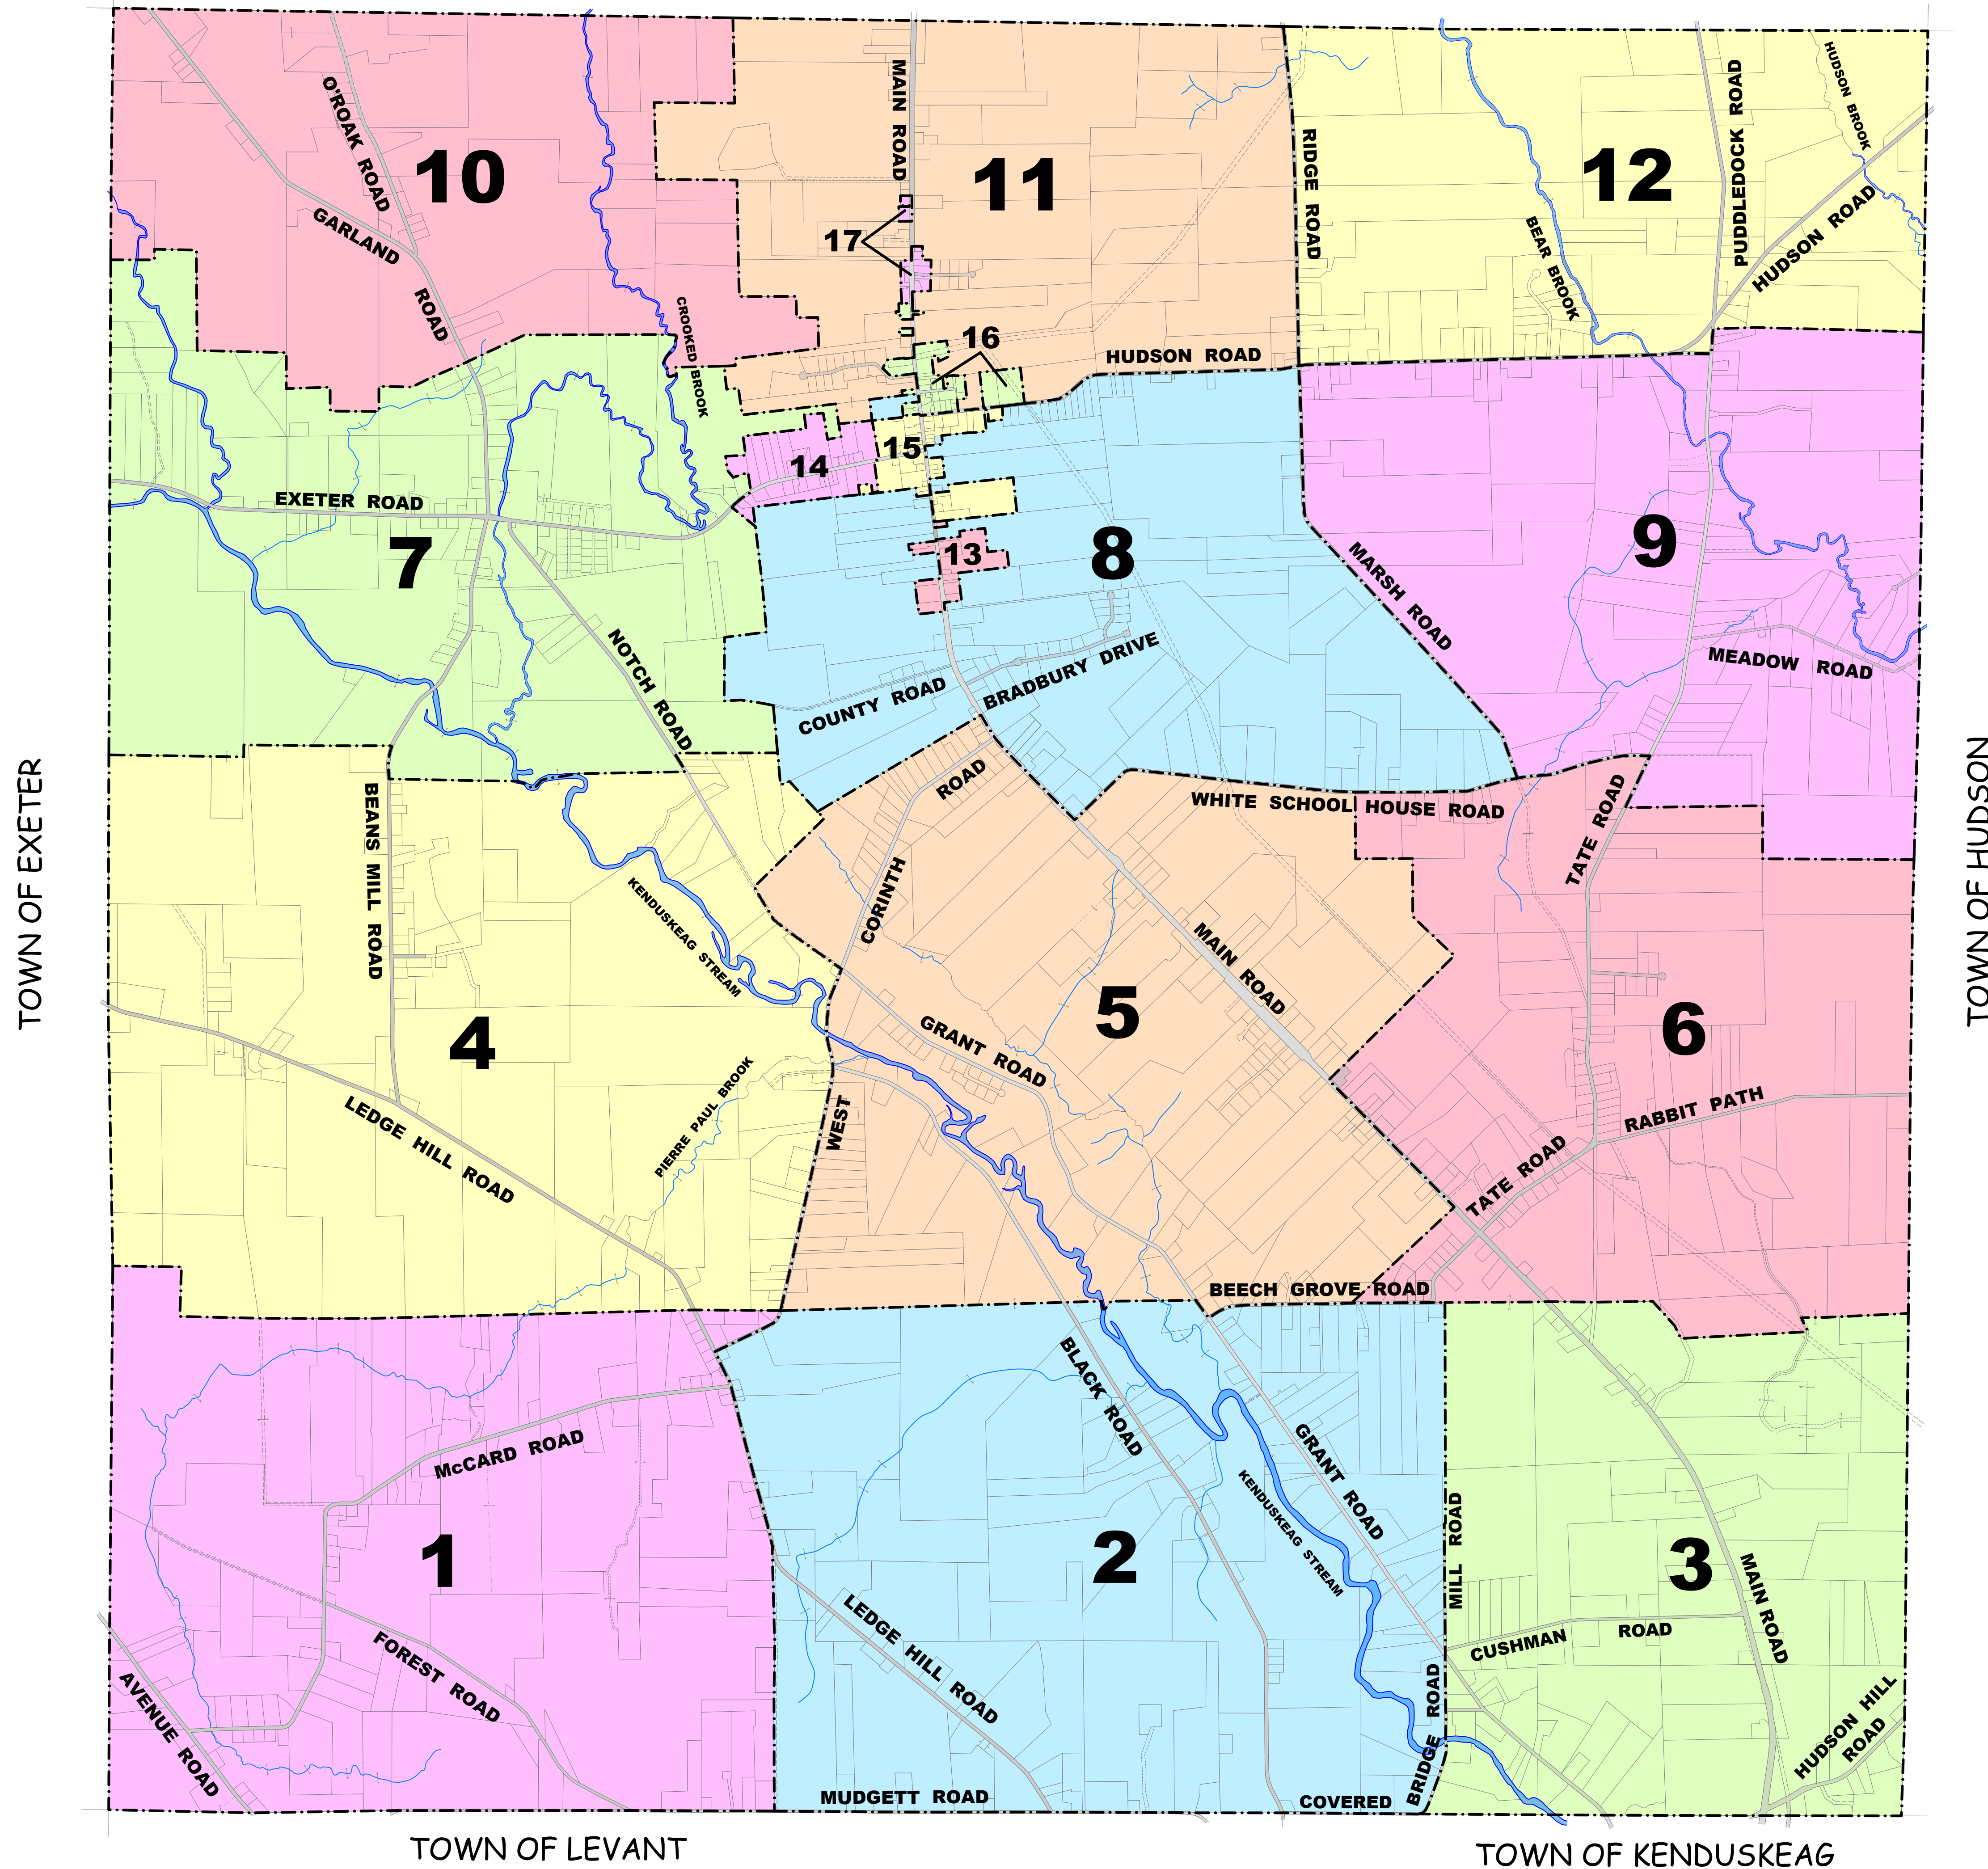 MAIN ROAD
O'ROAK ROAD
10
GARLAND
ROAD
CROOKED BROOK
11
17
16
RIDGE ROAD
HUDSON ROAD
12
BEAR BROOK
PUDDLEDOCK ROAD
HUDSON BROOK
HUDSON ROAD
EXETER ROAD
7
NOTCH ROAD
14
15
13
8
COUNTY ROAD
BRADBURY DRIVE
MARSH ROAD
9
MEADOW ROAD
TOWN OF EXETER
TOWN OF HUDSON
BEANS MILL ROAD
KENDUSKEAG STREAM
4
LEDGE HILL ROAD
PIERRE PAUL BROOK
WEST
CORINTH
ROAD
WHITE SCHOOL HOUSE ROAD
TATE ROAD
MAIN ROAD
GRANT ROAD
5
6
RABBIT PATH
TATE ROAD
BEECH GROVE ROAD
McCARD ROAD
1
FOREST ROAD
AVENUE ROAD
BLACK ROAD
2
GRANT ROAD
KENDUSKEAG STREAM
LEDGE HILL ROAD
MUDGETT ROAD
COVERED
BRIDGE ROAD
MILL ROAD
3
CUSHMAN ROAD
MAIN ROAD
HUDSON HILL
ROAD
TOWN OF LEVANT
TOWN OF KENDUSKEAG